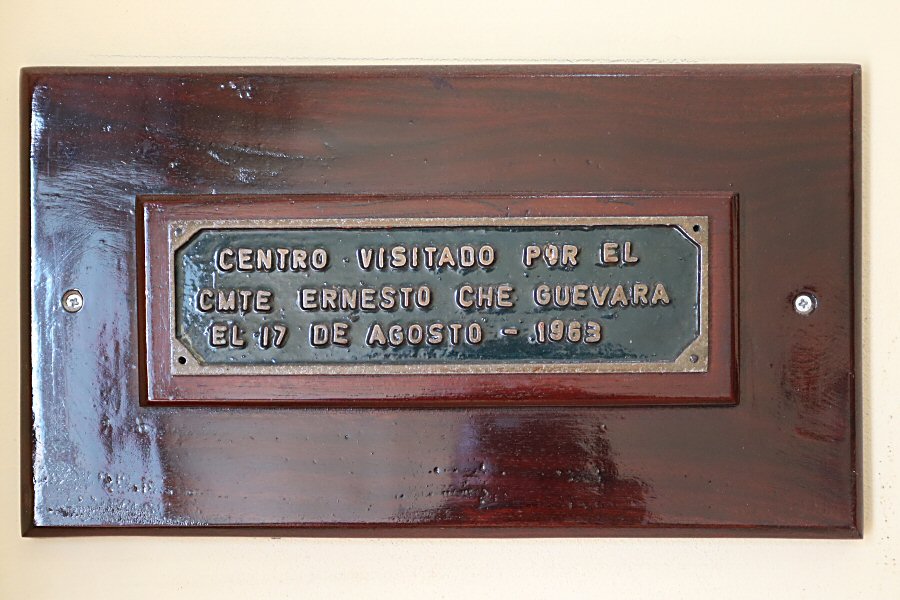 CENTRO VISITADO POR EL
CMTE ERNESTO CHE GUEVARA
EL 17 DE AGOSTO - 1963